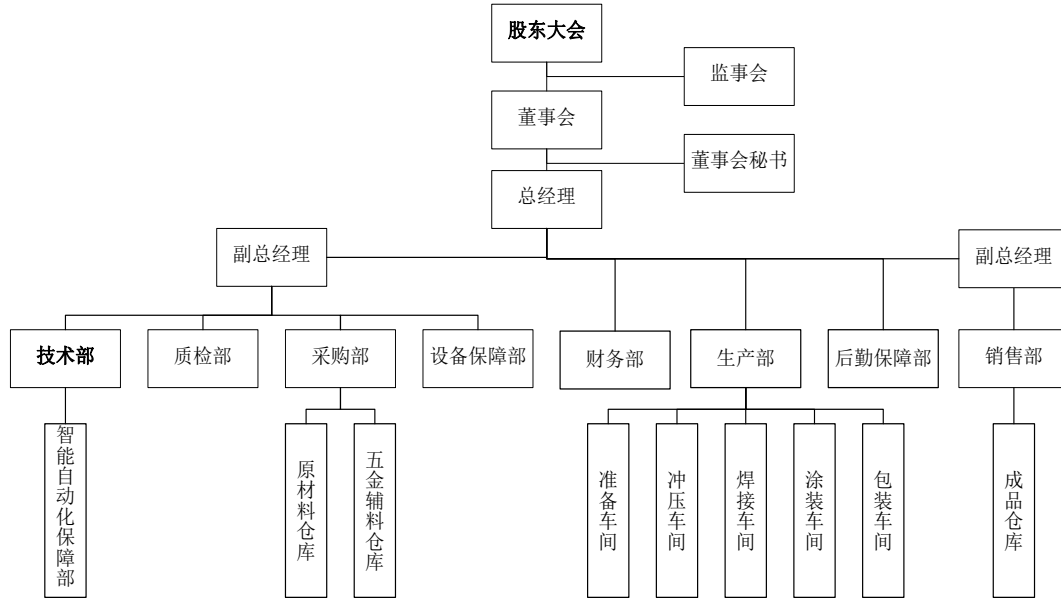 股东大会
监事会
董事会
董事会秘书
总经理
副总经理
副总经理
技术部
质检部
采购部
设备保障部
财务部
生产部
后勤保障部
销售部
智能自动化保障部
原材料仓库
五金辅料仓库
准备车间
冲压车间
焊接车间
涂装车间
包装车间
成品仓库